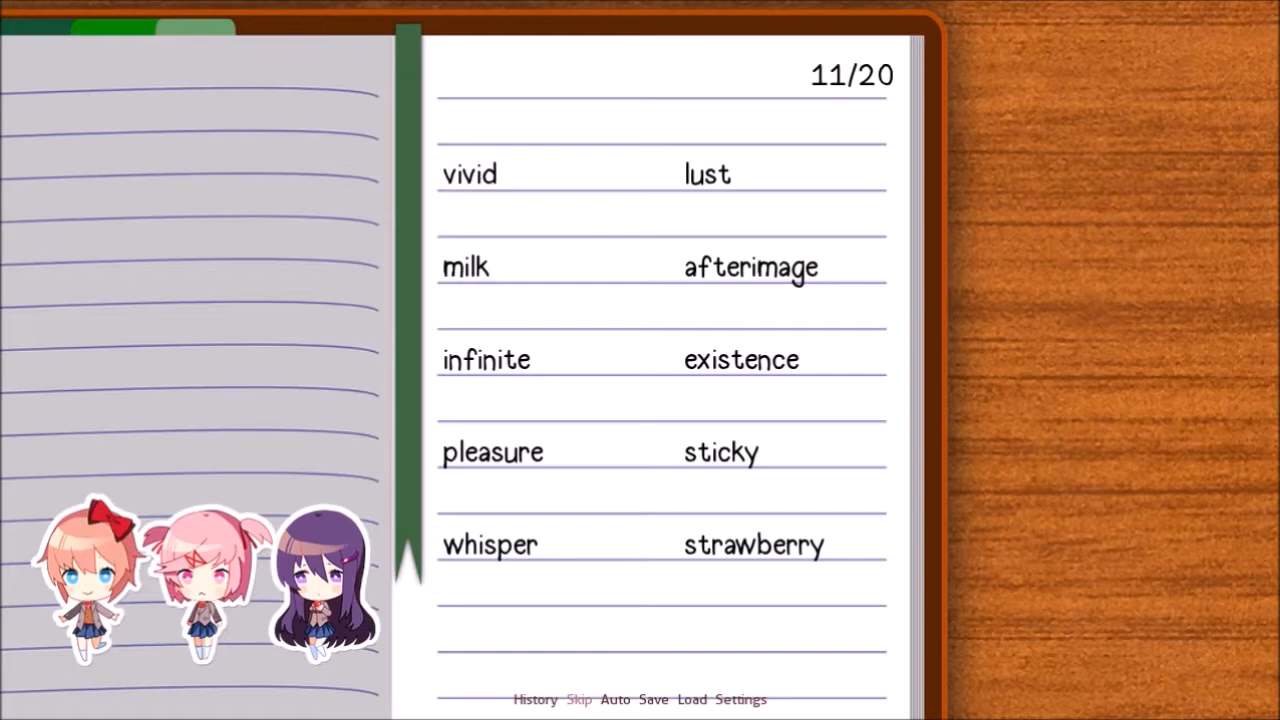 11/20
vivid lust
milk afterimage
infinite existence
pleasure sticky
whisper strawberry
History Skip Auto Save Load Settings